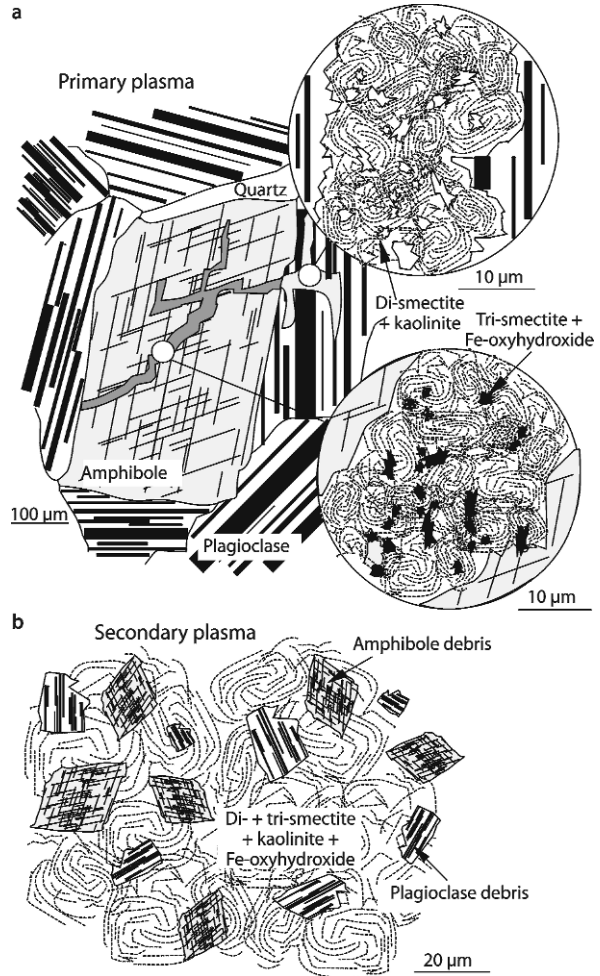 a
Primary plasma
Quartz
10 µm
Di-smectite
+ kaolinite
Tri-smectite +
Fe-oxyhydroxide
Amphibole
100 µm
Plagioclase
10 µm
b
Secondary plasma
Amphibole debris
Di- + tri-smectite
+ kaolinite +
Fe-oxyhydroxide
Plagioclase debris
20 µm